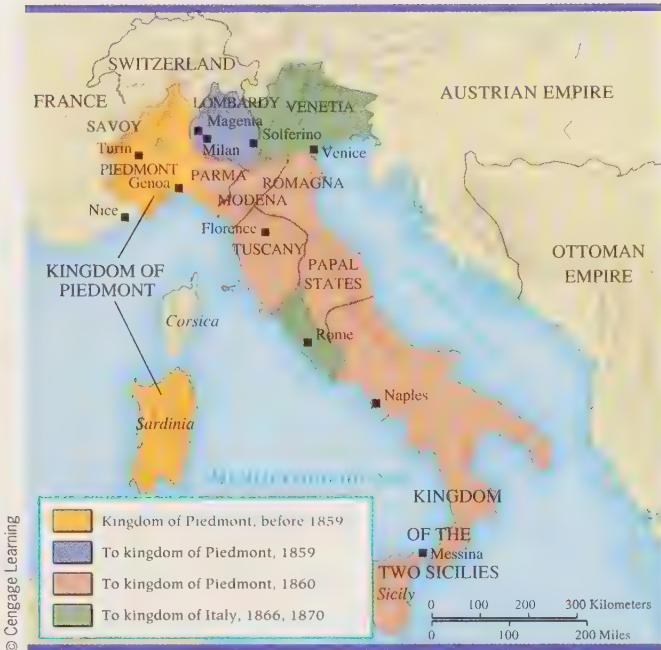 SWITZERLAND
FRANCE
AUSTRIAN EMPIRE
LOMBARDY
VENETIA
SAVOY
Magenta
Solferino
Turin
Milan
Venice
PIEDMONT
PARMA
Genoa
ROMAGNA
MODENA
Nice
Florence
TUSCANY
OTTOMAN
EMPIRE
PAPAL
STATES
KINGDOM OF
PIEDMONT
Corsica
Rome
Naples
Sardinia
KINGDOM
OF THE
Messina
TWO SICILIES
Sicily
Kingdom of Piedmont, before 1859
To kingdom of Piedmont, 1859
To kingdom of Piedmont, 1860
To kingdom of Italy, 1866, 1870
0 100 200 300 Kilometers
0 100 200 Miles
© Cengage Learning